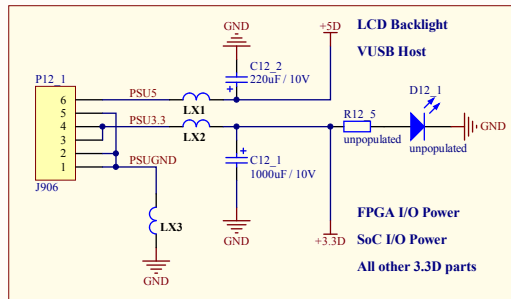 GND
+5D
LCD Backlight
VUSB Host
C12_2
220uF / 10V
P12_1
PSU5
LX1
D12_1
6
5
4
3
2
1
PSU3.3
LX2
R12_5
GND
unpopulated
unpopulated
PSUGND
C12_1
1000uF / 10V
J906
LX3
GND
+3.3D
FPGA I/O Power
SoC I/O Power
All other 3.3D parts
GND